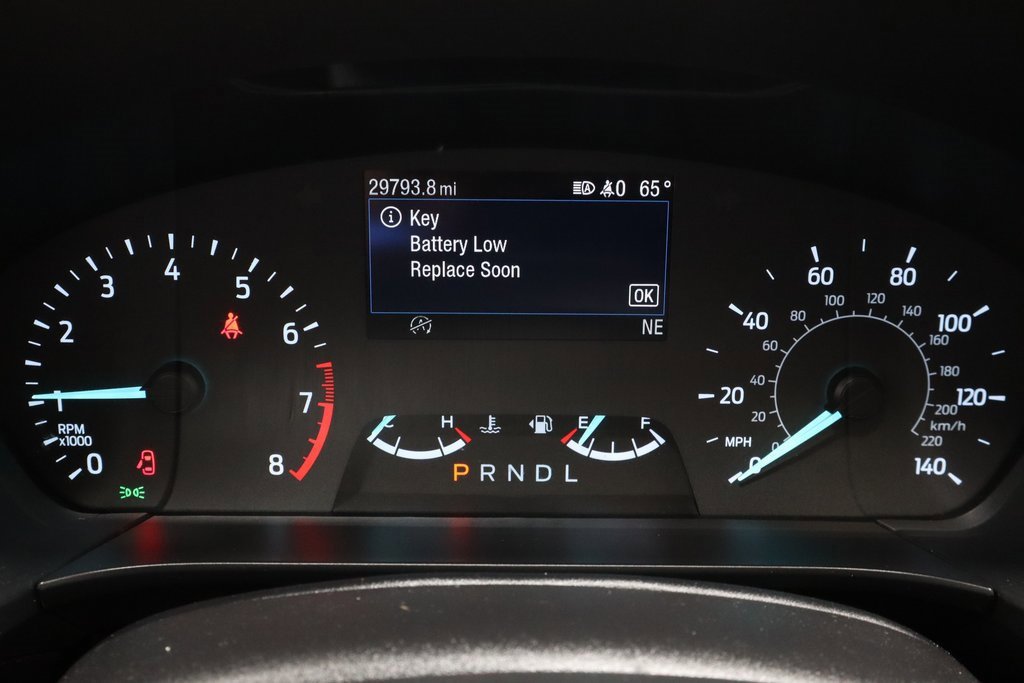 29793.8 mi 0 65°
Key
Battery Low
Replace Soon
OK
NE
0 1 2 3 4 5 6 7 8
RPM
x1000
C H E F
P R N D L
0 20 40 60 80 100 120 140
MPH
0 20 40 60 80 100 120 140 160 180 200 220
km/h